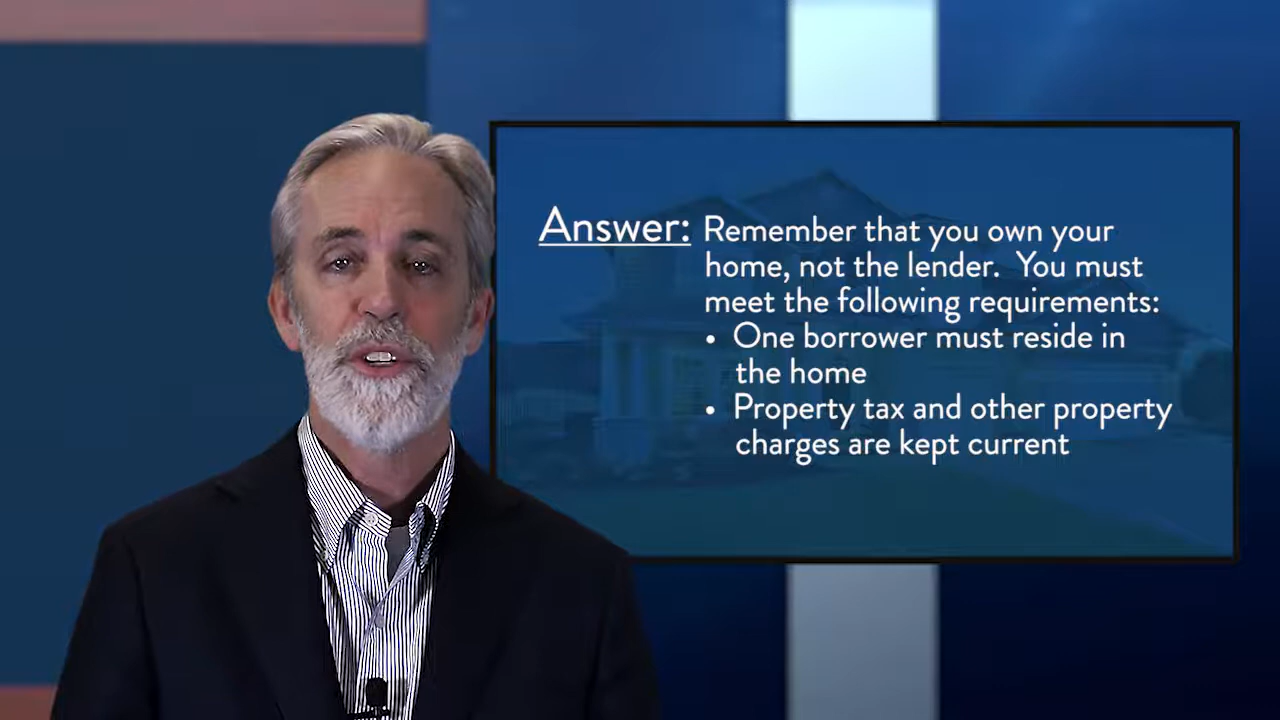 Answer: Remember that you own your
home, not the lender. You must
meet the following requirements:
• One borrower must reside in
the home
• Property tax and other property
charges are kept current